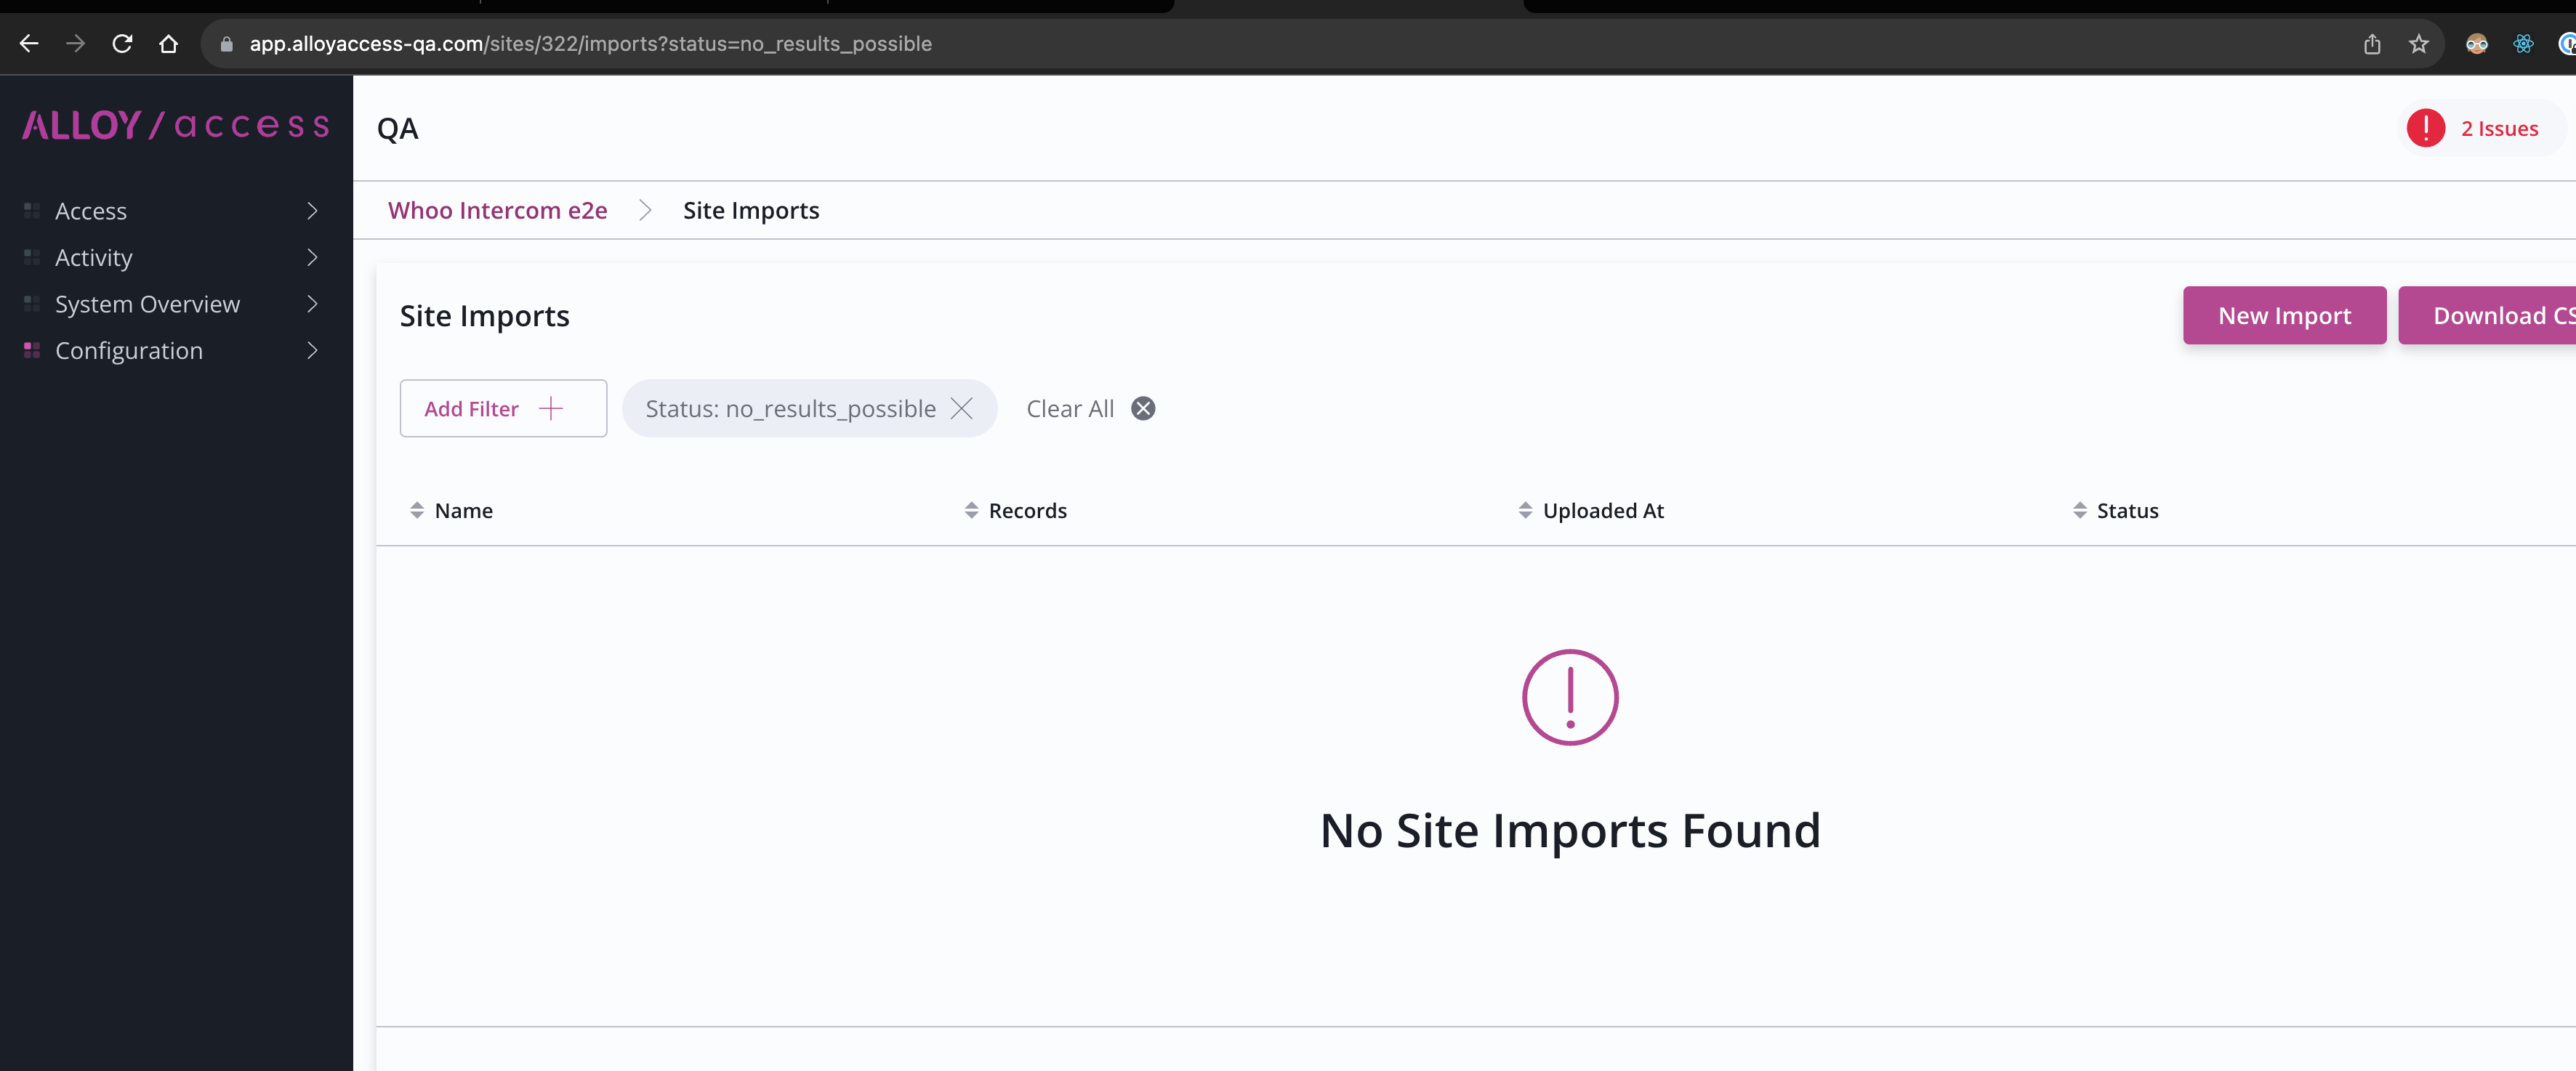 app.alloyaccess-qa.com/sites/322/imports?status=no_results_possible
ALLOY/access
QA
2 Issues
Access
Activity
System Overview
Configuration
Whoo Intercom e2e
Site Imports
Site Imports
New Import
Download CS
Add Filter
Status: no_results_possible
Clear All
Name
Records
Uploaded At
Status
No Site Imports Found